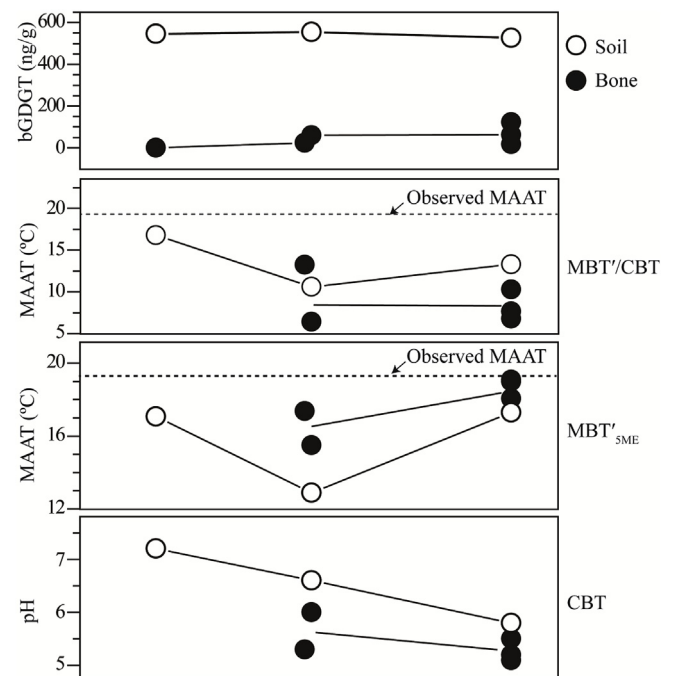 600
400
200
0
bGDGT (ng/g)
Soil
Bone
20
15
10
5
MAAT (ºC)
Observed MAAT
MBT′/CBT
20
16
12
MAAT (ºC)
Observed MAAT
MBT′5ME
7
6
5
pH
CBT